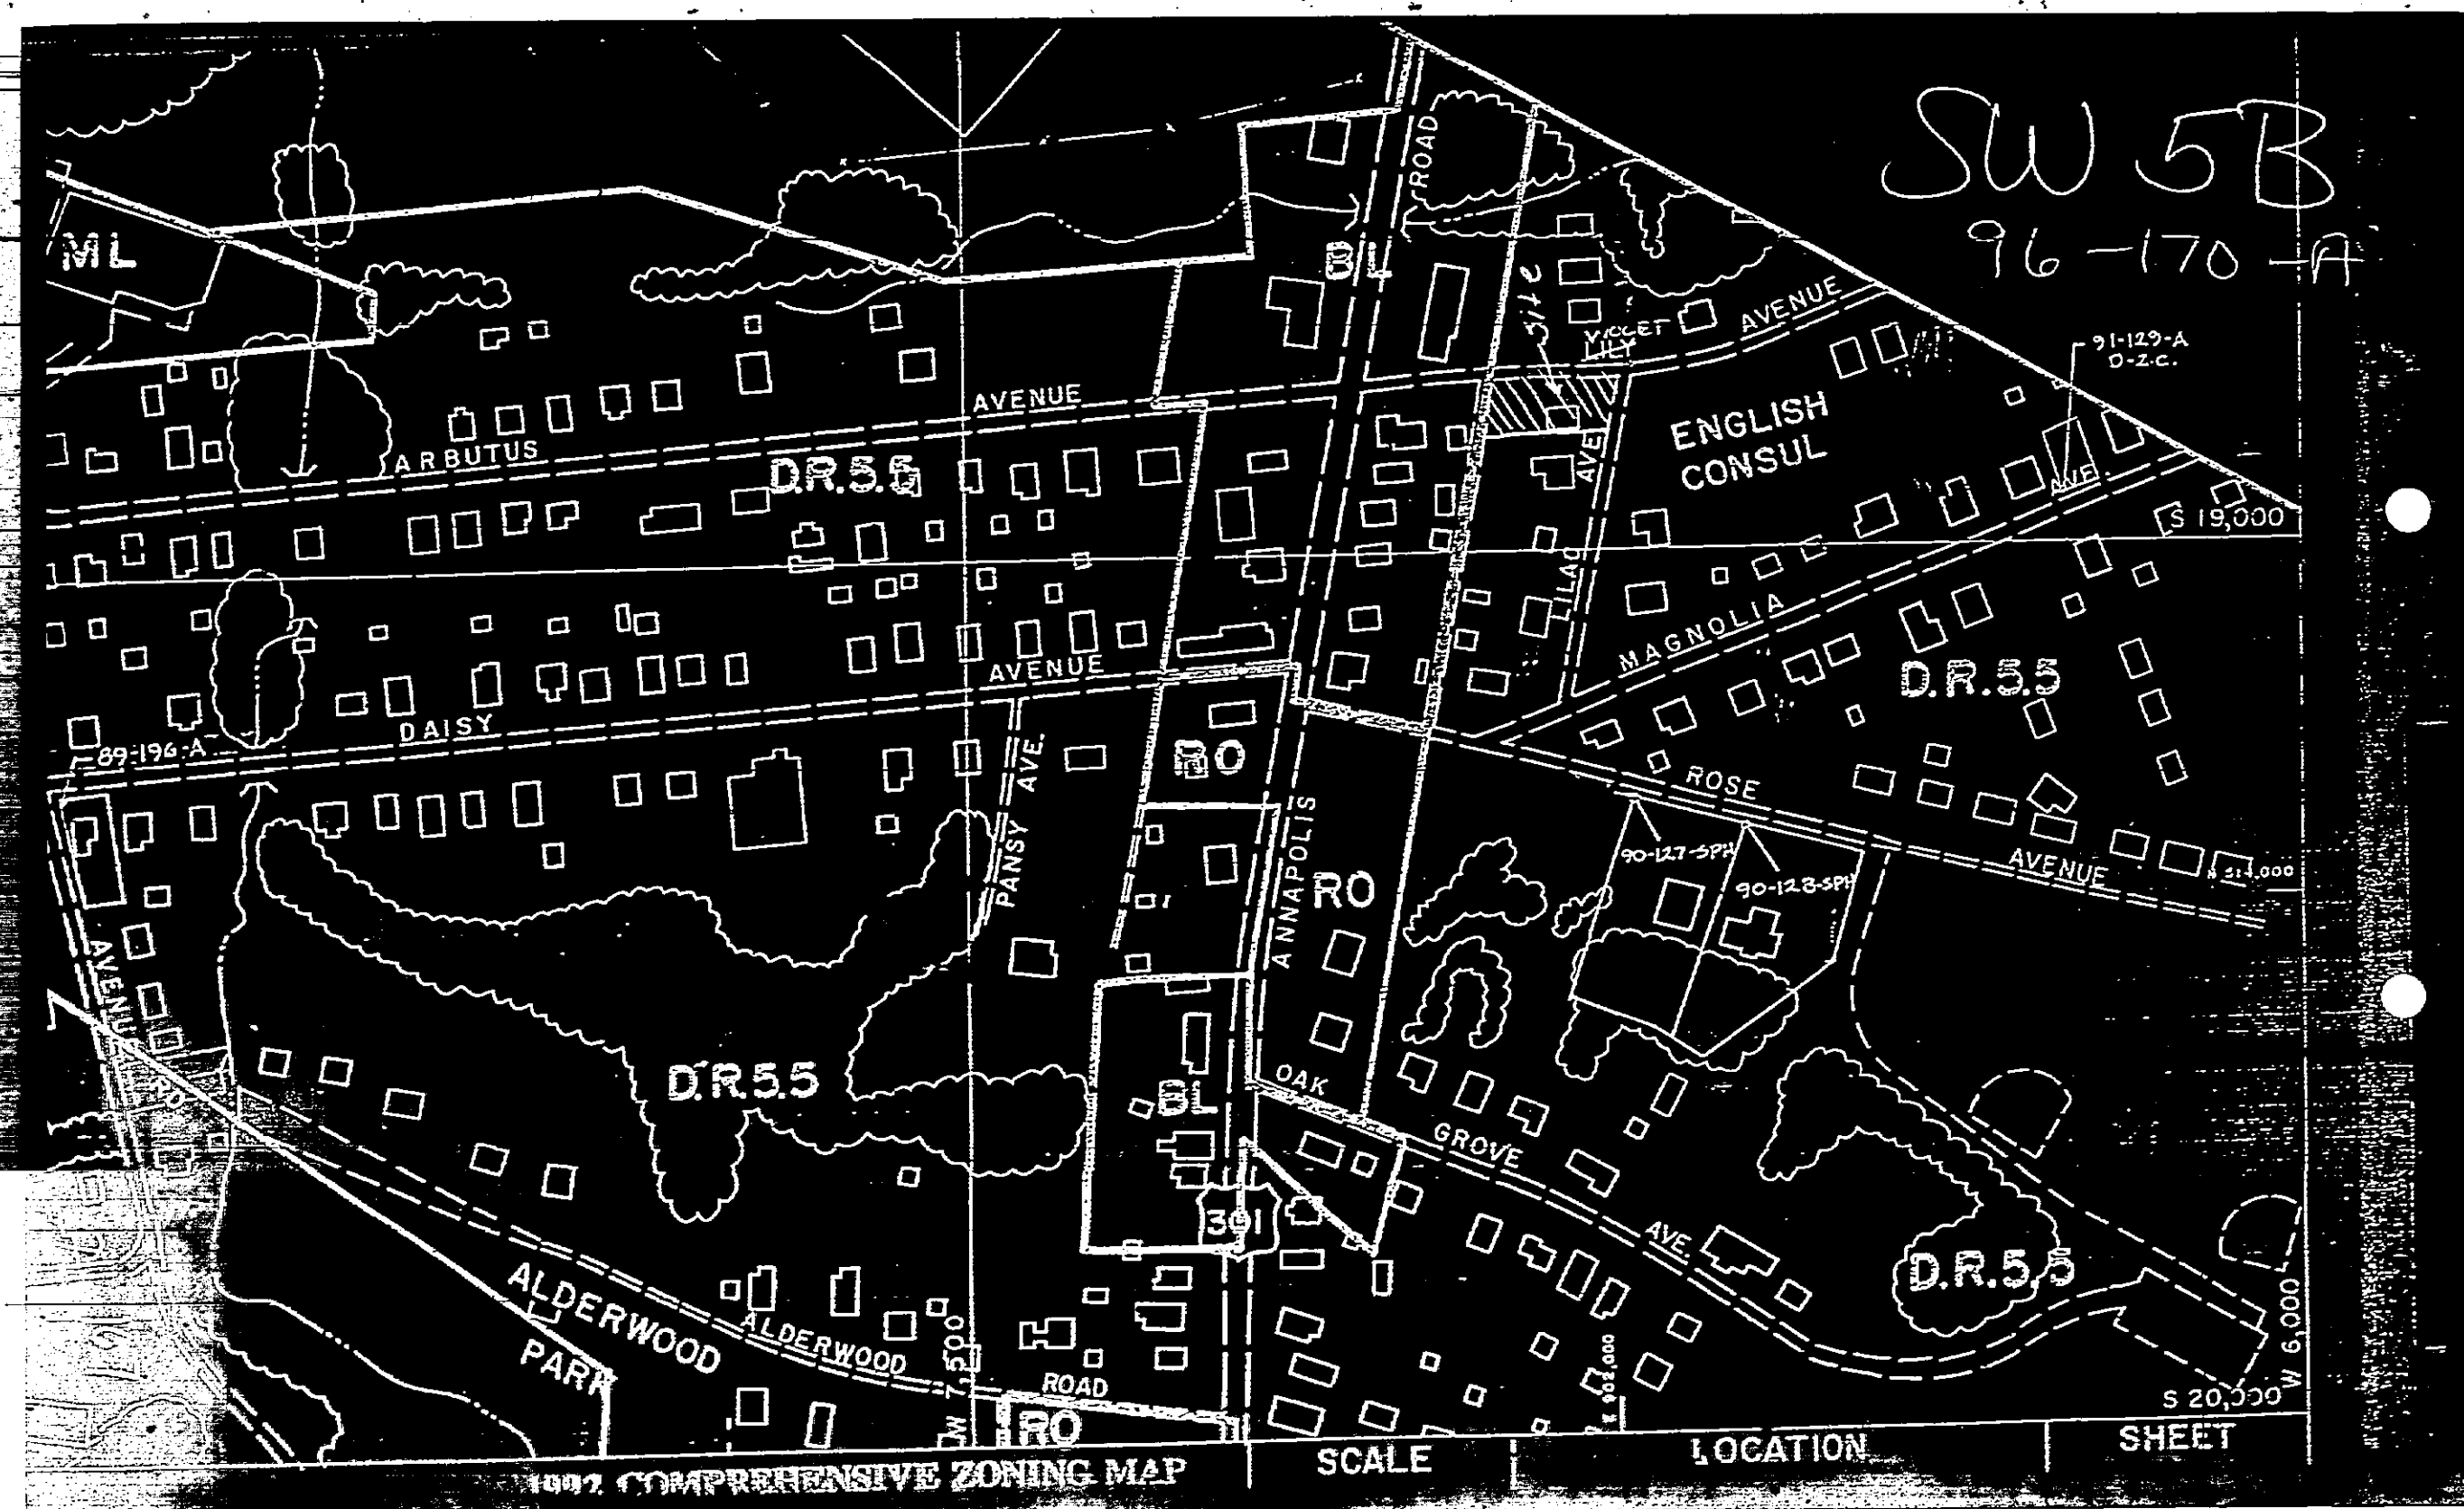 SW 5B
96-170-A
ROAD
ML
BL
site
VIOLET
LILY
AVENUE
91-129-A
D-Z.C.
AVENUE
ARBUTUS
D.R.5.5
ENGLISH
CONSUL
AVE
LILAC
AVE.
S 19,000
MAGNOLIA
D.R.5.5
AVENUE
DAISY
89-196-A
PANSY AVE.
RO
ROSE
AVENUE
ANNAPOLIS
RO
90-127-SPH
90-128-SPH
AVENUE
RD
D.R.5.5
BL
OAK
GROVE
AVE.
301
D.R.5.5
ALDERWOOD
PARK
ALDERWOOD
ROAD
W 7,500
RO
E 902,000
W 6,000
S 20,000
1992 COMPREHENSIVE ZONING MAP
SCALE
LOCATION
SHEET